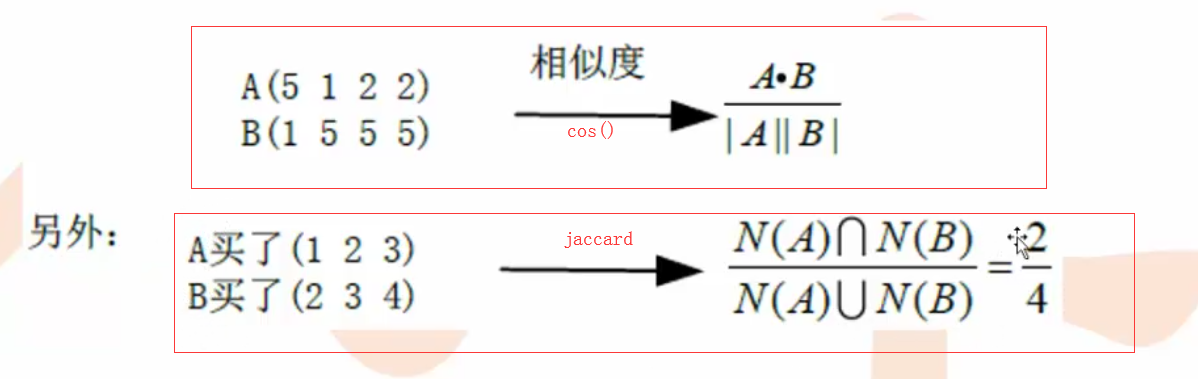 A(5 1 2 2)
B(1 5 5 5)
相似度
cos()
A•B
|A||B|
另外：
A买了(1 2 3)
B买了(2 3 4)
jaccard
N(A)⋂N(B)
N(A)⋃N(B)
=
2
4